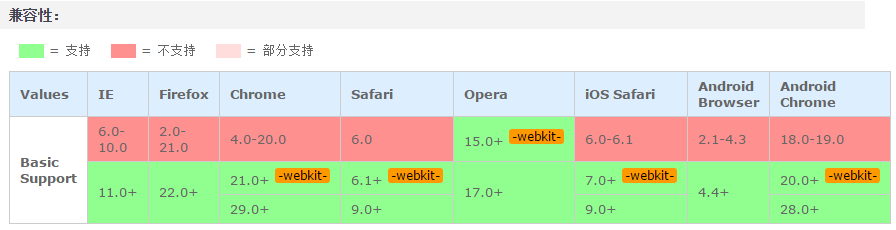 兼容性：
= 支持 = 不支持 = 部分支持
Values IE Firefox Chrome Safari Opera iOS Safari Android Browser Android Chrome
Basic Support
6.0-10.0 2.0-21.0 4.0-20.0 6.0 15.0+ -webkit- 6.0-6.1 2.1-4.3 18.0-19.0
11.0+ 22.0+ 21.0+ -webkit- 6.1+ -webkit- 17.0+ 7.0+ -webkit- 4.4+ 20.0+ -webkit-
29.0+ 9.0+ 9.0+ 28.0+